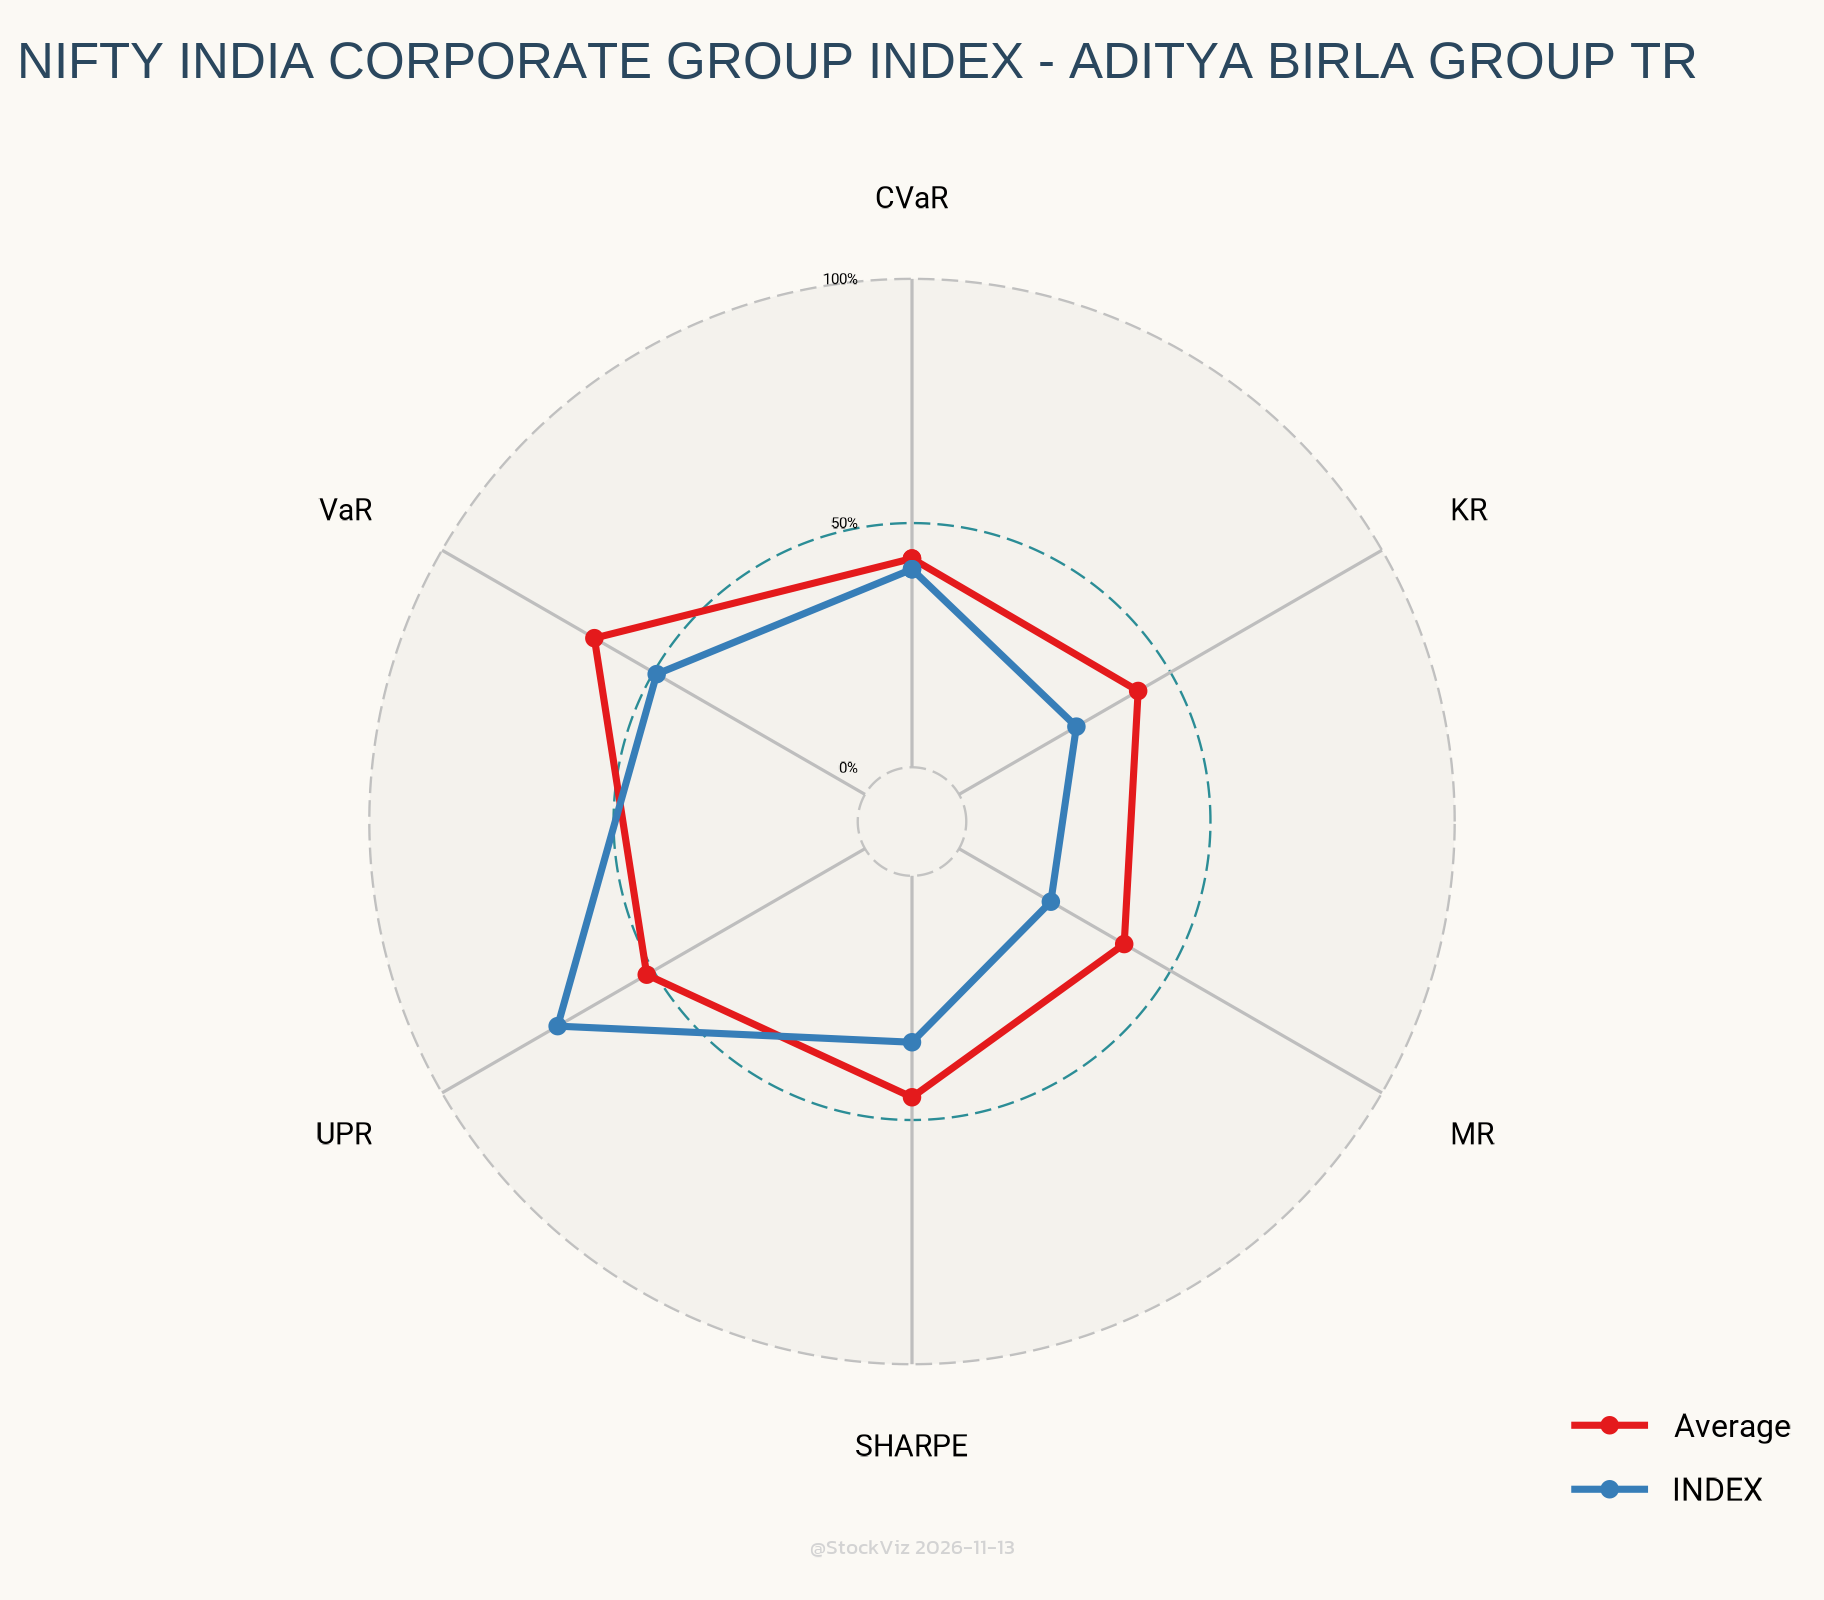 NIFTY INDIA CORPORATE GROUP INDEX - ADITYA BIRLA GROUP TR
CVaR
100%
VaR
KR
50%
0%
UPR
MR
SHARPE
Average
INDEX
@StockViz 2026-11-13